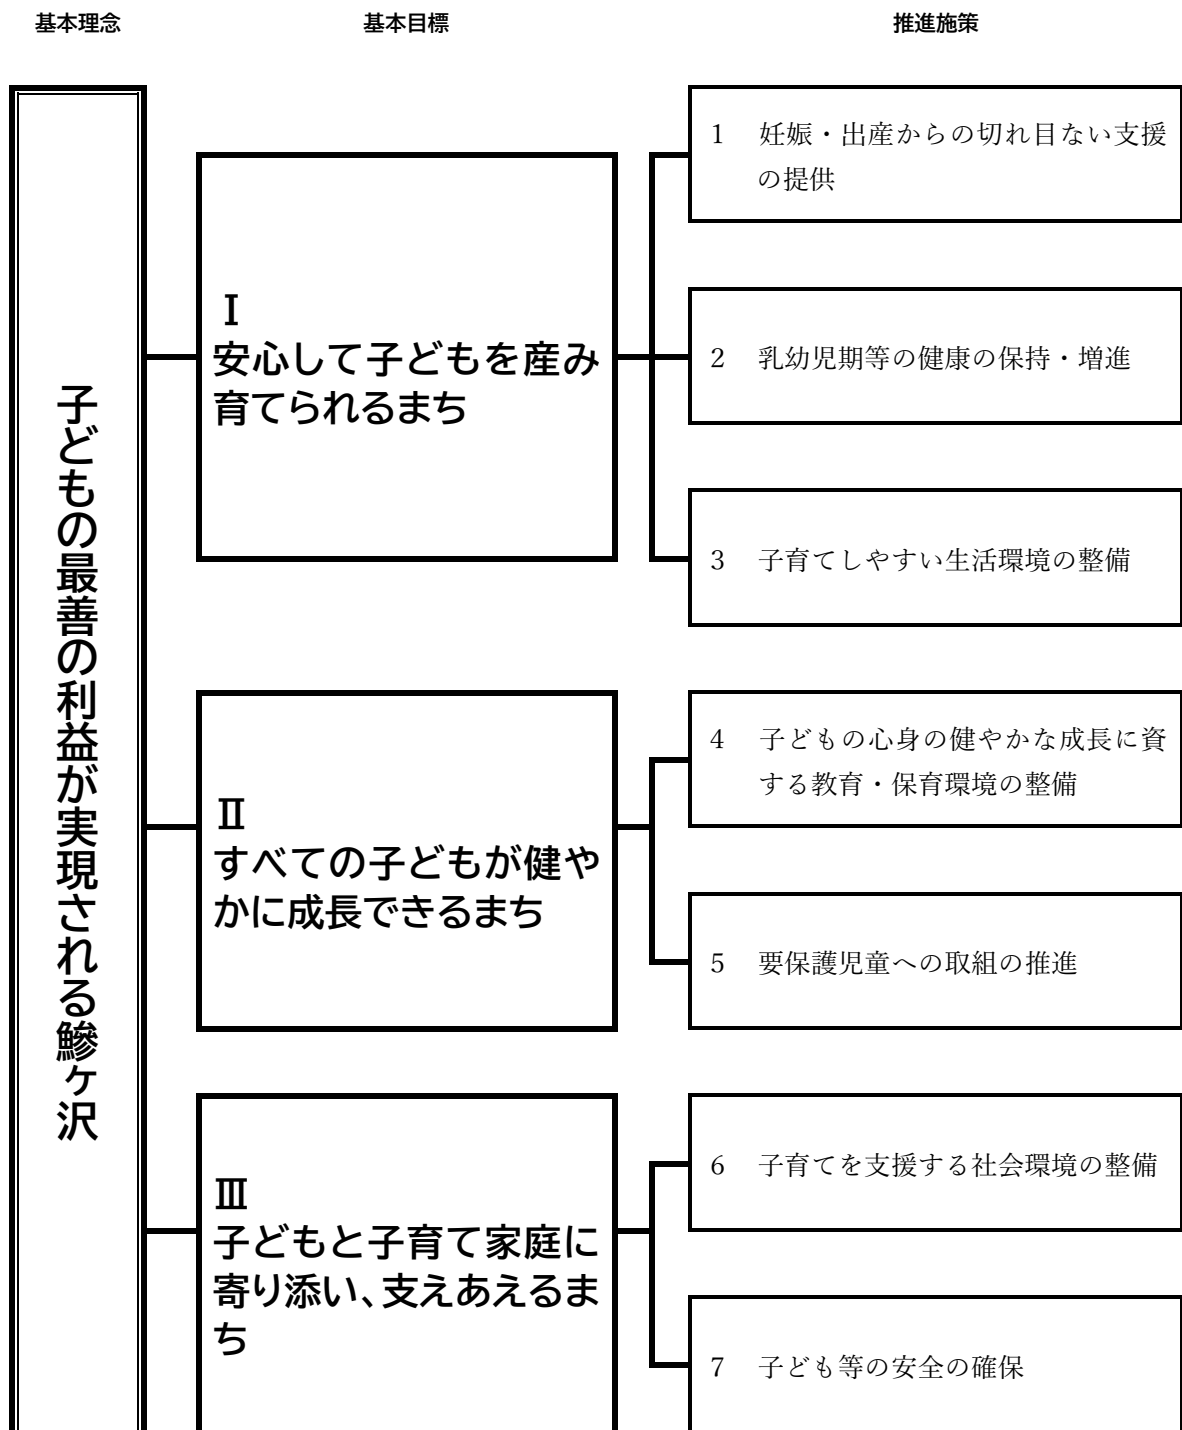 基本理念
基本目標
推進施策
子どもの最善の利益が実現される鰺ヶ沢
Ⅰ
安心して子どもを産み
育てられるまち
1 妊娠・出産からの切れ目ない支援
の提供
2 乳幼児期等の健康の保持・増進
3 子育てしやすい生活環境の整備
Ⅱ
すべての子どもが健や
かに成長できるまち
4 子どもの心身の健やかな成長に資
する教育・保育環境の整備
5 要保護児童への取組の推進
Ⅲ
子どもと子育て家庭に
寄り添い、支えあえるま
ち
6 子育てを支援する社会環境の整備
7 子ども等の安全の確保